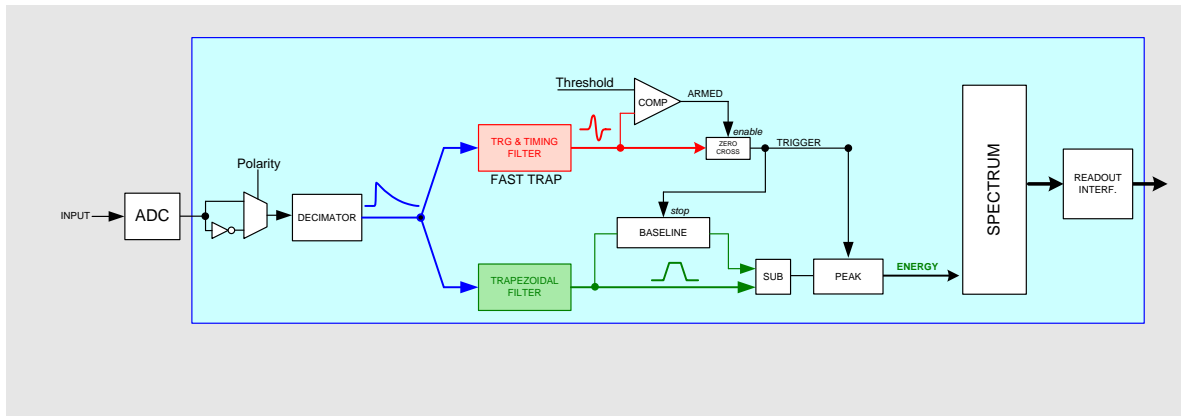 Threshold
COMP
ARMED
enable
TRG & TIMING
FILTER
FAST TRAP
ZERO
CROSS
TRIGGER
Polarity
SPECTRUM
READOUT
INTERF.
INPUT
ADC
DECIMATOR
stop
BASELINE
TRAPEZOIDAL
FILTER
SUB
PEAK
ENERGY